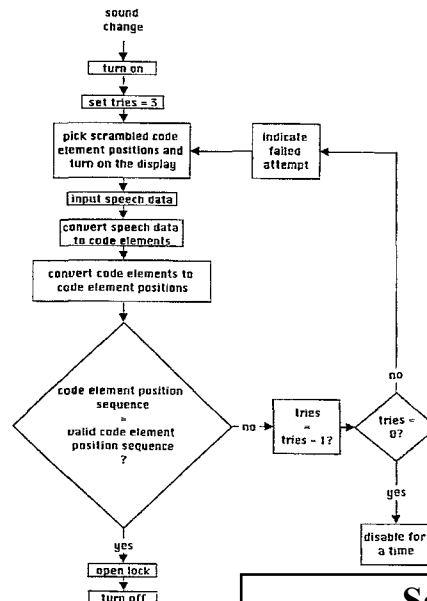 sound
change
turn on
set tries = 3
pick scrambled code
element positions and
turn on the display
indicate
failed
attempt
input speech data
convert speech data
to code elements
convert code elements to
code element positions
no
code element position
sequence
=
valid code element
position sequence
?
no
tries
=
tries - 1?
tries =
0?
yes
yes
disable for
a time
open lock
turn off